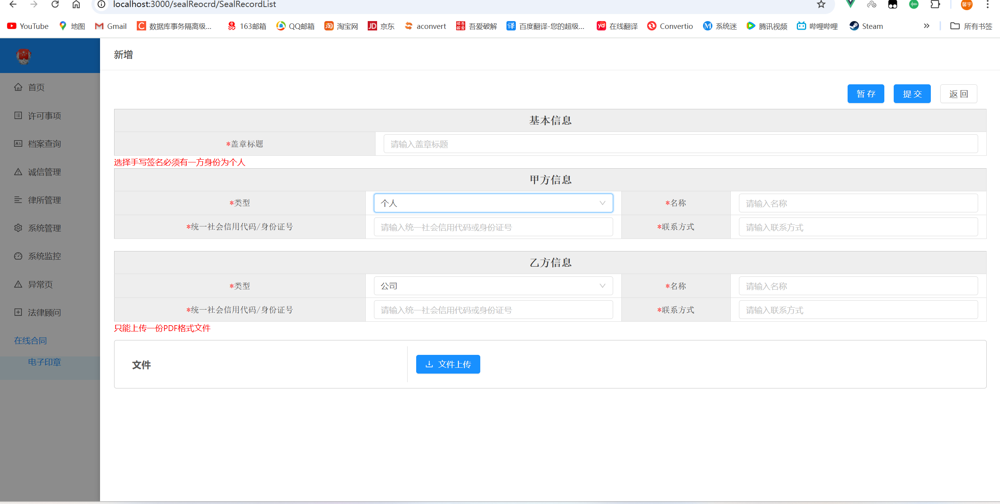 localhost:3000/sealReocrd/SealRecordList
馨宇
YouTube 地图 Gmail 数据库事务隔离级... 163邮箱 QQ邮箱 淘宝网 京东 aconvert 吾爱破解 百度翻译-您的超级... 在线翻译 Convertio 系统迷 腾讯视频 哔哩哔哩 Steam 所有书签
新增
首页
许可事项
档案查询
诚信管理
律所管理
系统管理
系统监控
异常页
法律顾问
在线合同
电子印章
暂 存 提 交 返 回
基本信息
*盖章标题 请输入盖章标题
选择手写签名必须有一方身份为个人
甲方信息
*类型 个人 *名称 请输入名称
*统一社会信用代码/身份证号 请输入统一社会信用代码或身份证号 *联系方式 请输入联系方式
乙方信息
*类型 公司 *名称 请输入名称
*统一社会信用代码/身份证号 请输入统一社会信用代码或身份证号 *联系方式 请输入联系方式
只能上传一份PDF格式文件
文件 文件上传